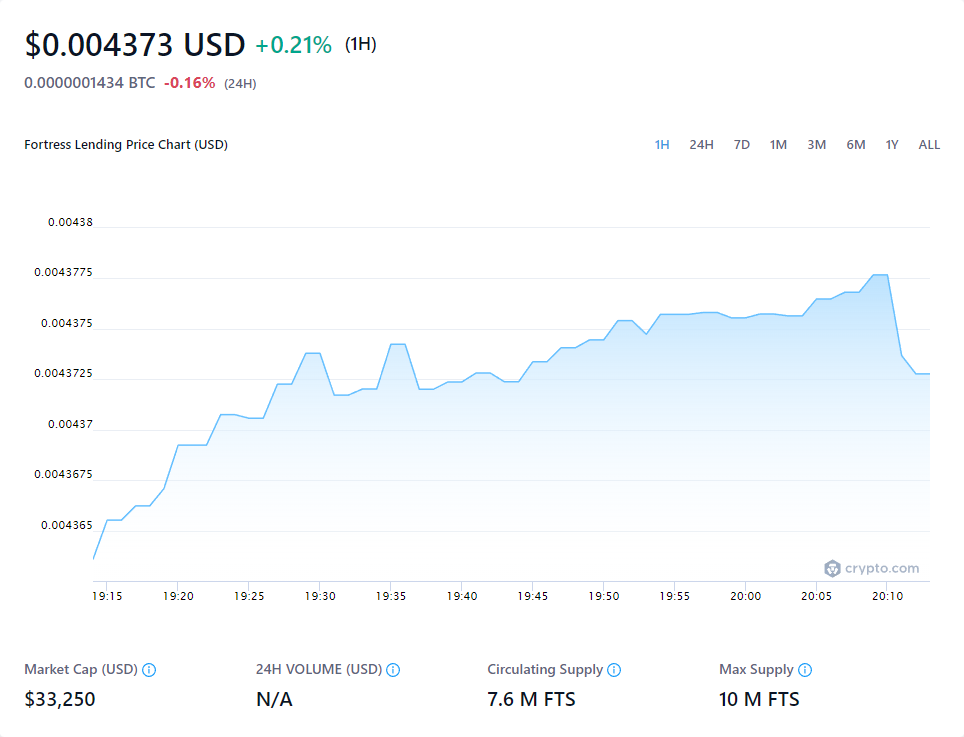 $0.004373 USD +0.21% (1H)
0.0000001434 BTC -0.16% (24H)
Fortress Lending Price Chart (USD)
1H 24H 7D 1M 3M 6M 1Y ALL
0.00438
0.0043775
0.004375
0.0043725
0.00437
0.0043675
0.004365
crypto.com
19:15 19:20 19:25 19:30 19:35 19:40 19:45 19:50 19:55 20:00 20:05 20:10
Market Cap (USD) 24H VOLUME (USD) Circulating Supply Max Supply
$33,250 N/A 7.6 M FTS 10 M FTS